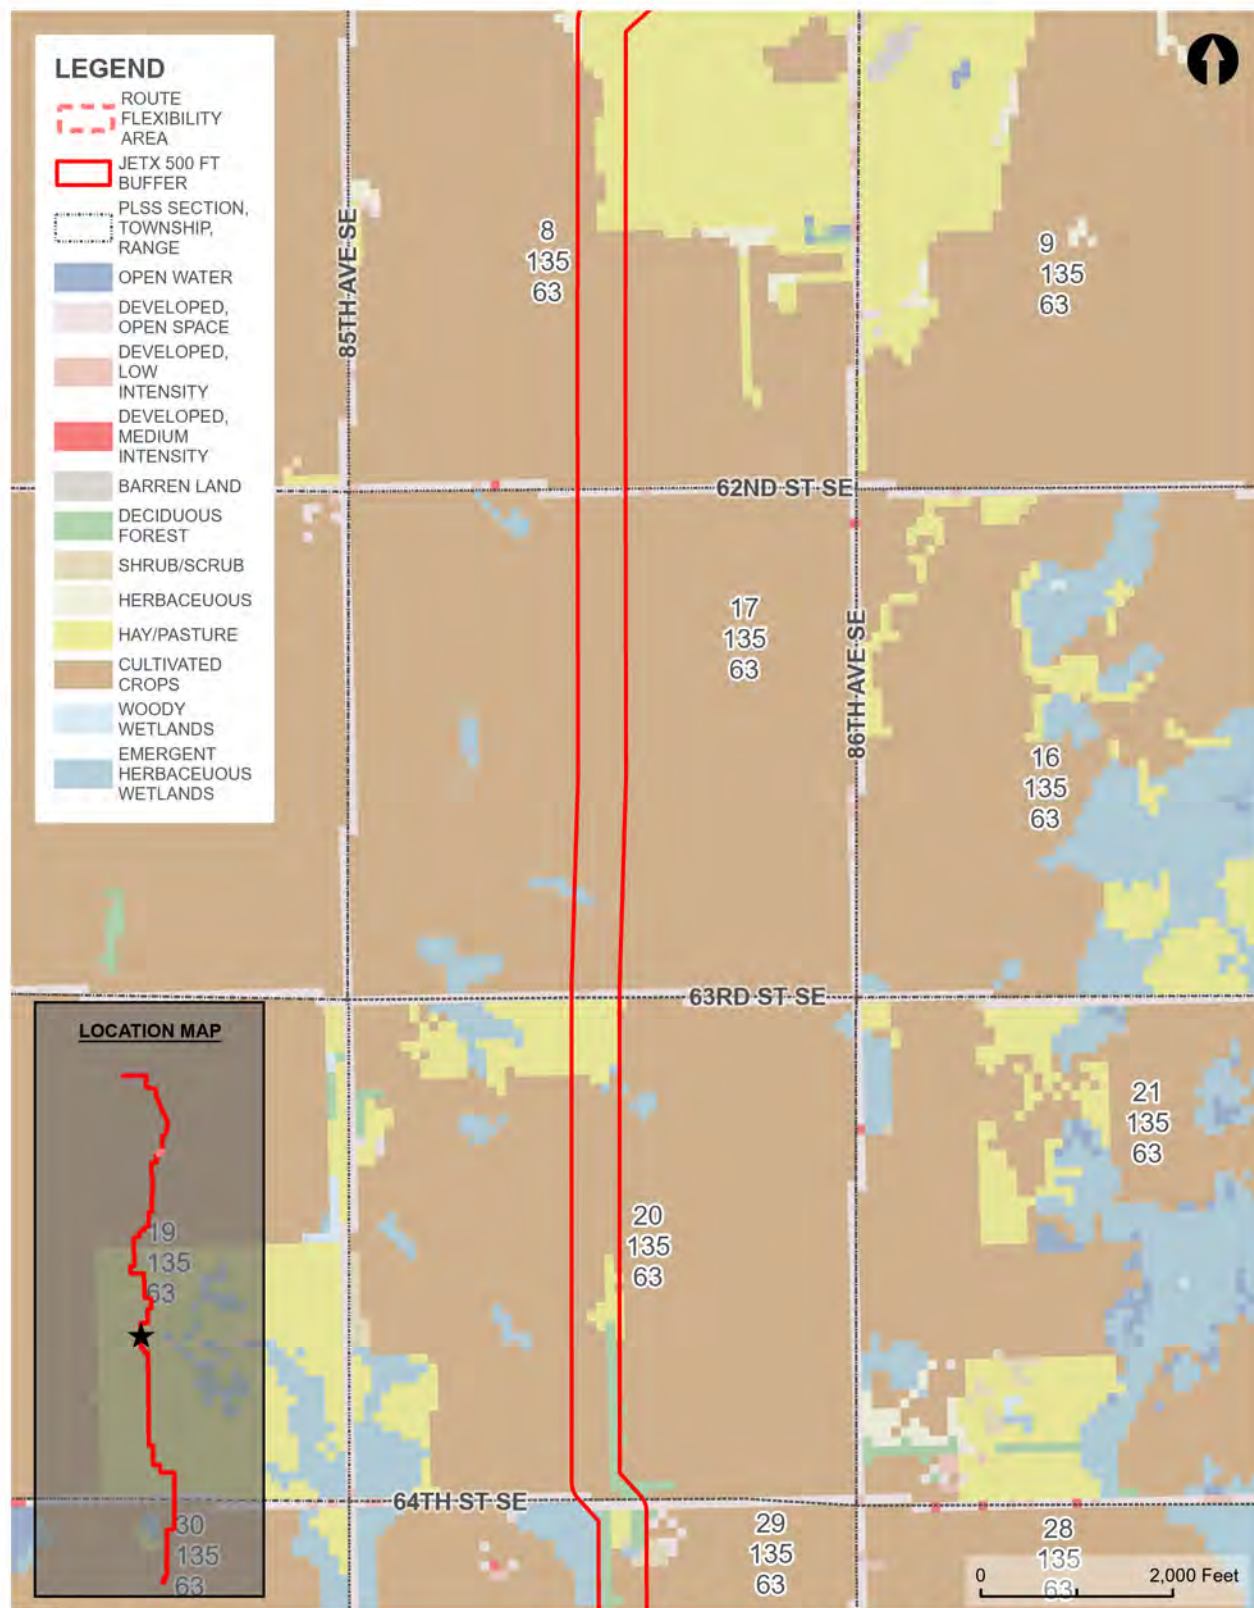 LEGEND
ROUTE
FLEXIBILITY
AREA
JETX 500 FT
BUFFER
PLSS SECTION,
TOWNSHIP,
RANGE
OPEN WATER
DEVELOPED,
OPEN SPACE
DEVELOPED,
LOW
INTENSITY
DEVELOPED,
MEDIUM
INTENSITY
BARREN LAND
DECIDUOUS
FOREST
SHRUB/SCRUB
HERBACEUOUS
HAY/PASTURE
CULTIVATED
CROPS
WOODY
WETLANDS
EMERGENT
HERBACEUOUS
WETLANDS
85TH AVE SE
8
135
63
9
135
63
62ND ST SE
17
135
63
86TH AVE SE
16
135
63
63RD ST SE
LOCATION MAP
19
135
63
20
135
63
21
135
63
64TH ST SE
30
135
63
29
135
63
28
135
63
0
2,000 Feet